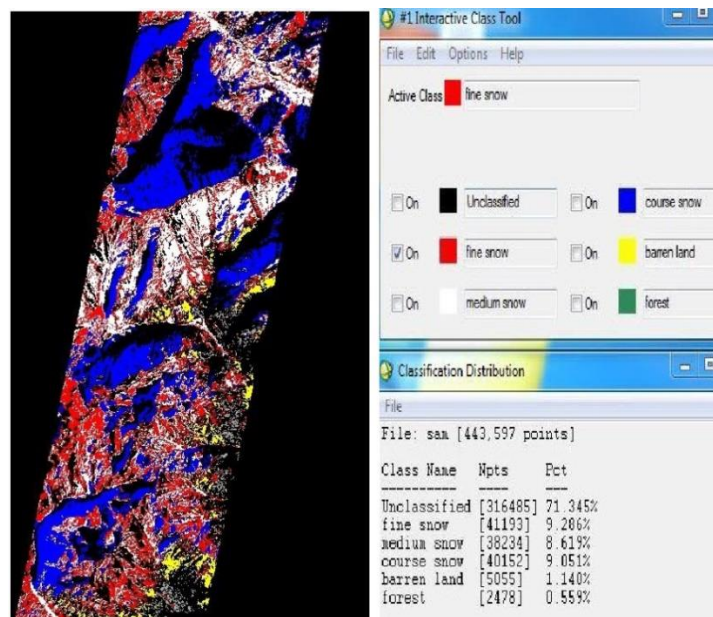 #1 Interactive Class Tool
File Edit Options Help
Active Class fine snow
On Unclassified On course snow
On fine snow On barren land
On medium snow On forest
Classification Distribution
File
File: sam [443,597 points]
Class Name Npts Pct
Unclassified [316485] 71.345%
fine snow [41193] 9.286%
medium snow [38234] 8.619%
course snow [40152] 9.051%
barren land [5055] 1.140%
forest [2478] 0.559%